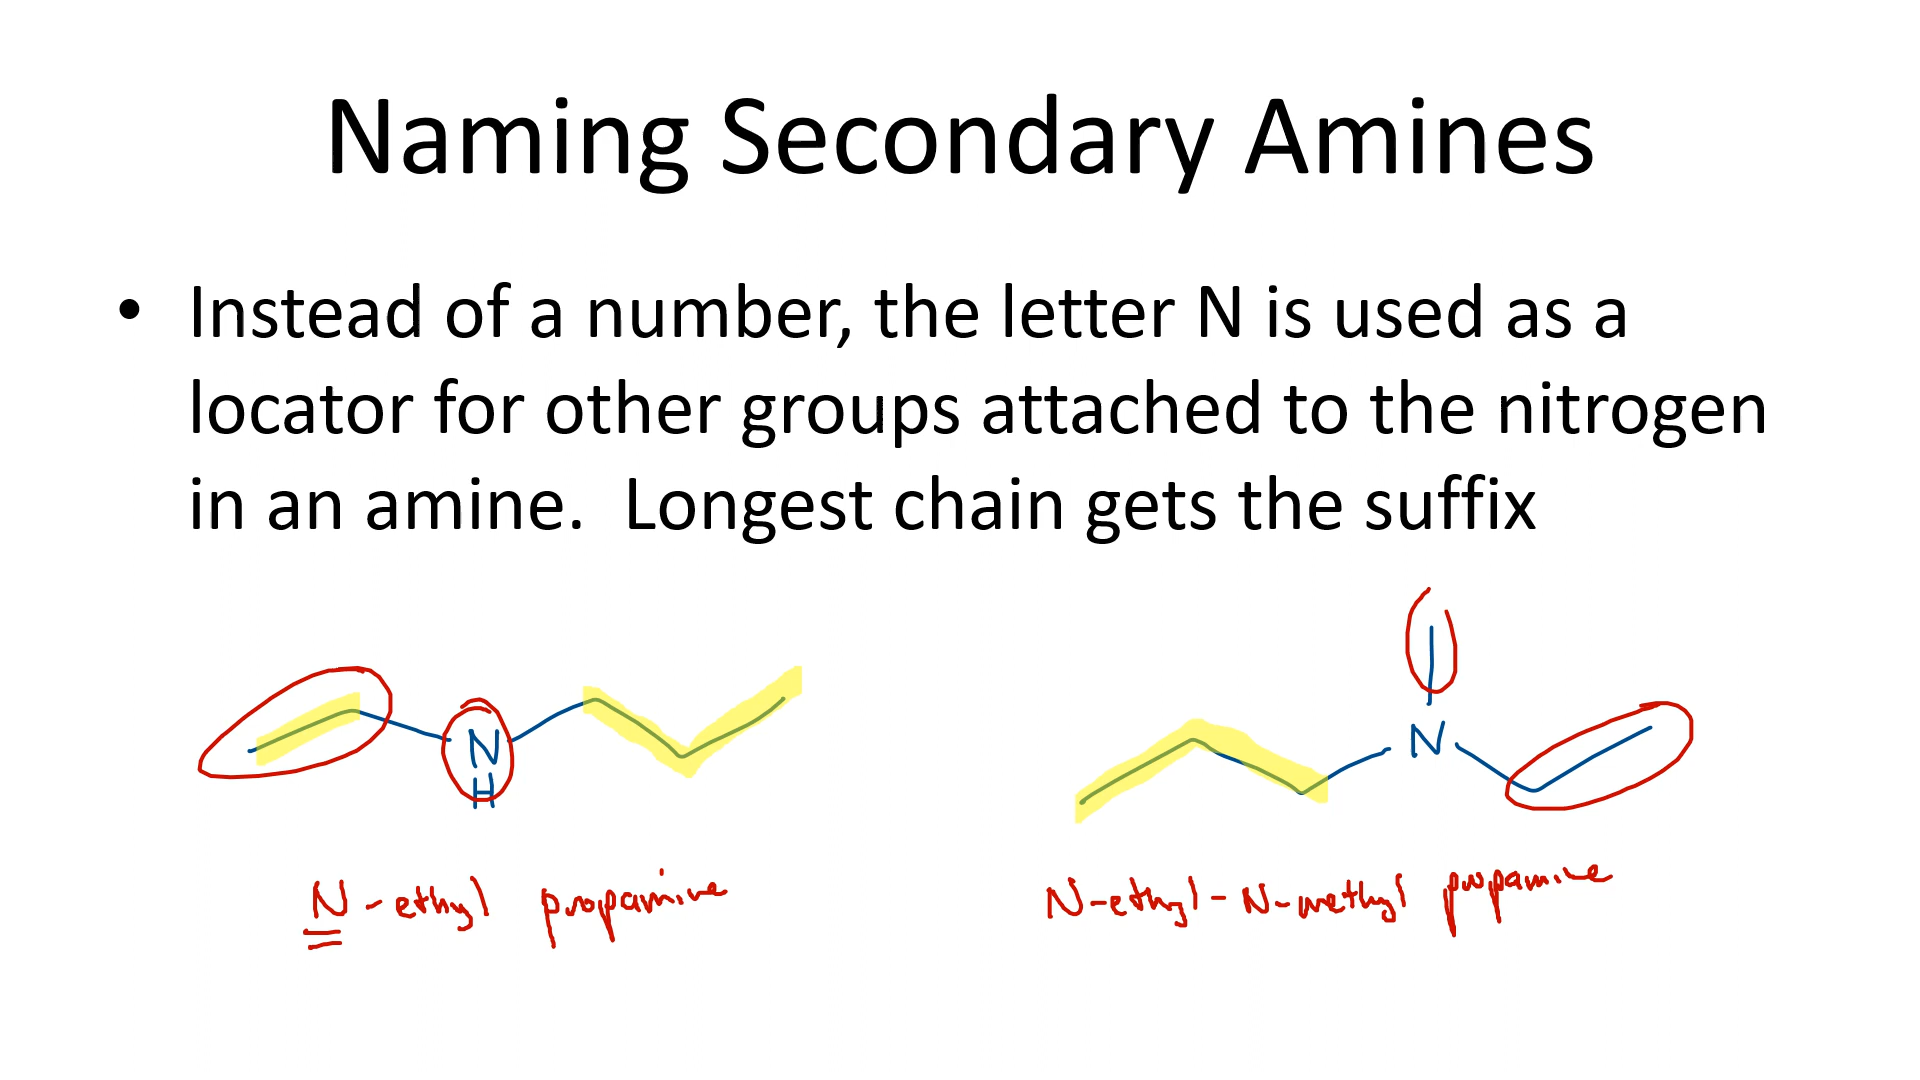 Naming Secondary Amines
• Instead of a number, the letter N is used as a
locator for other groups attached to the nitrogen
in an amine. Longest chain gets the suffix
N
H
N
N-ethyl propamine
N-ethyl-N-methyl propamine